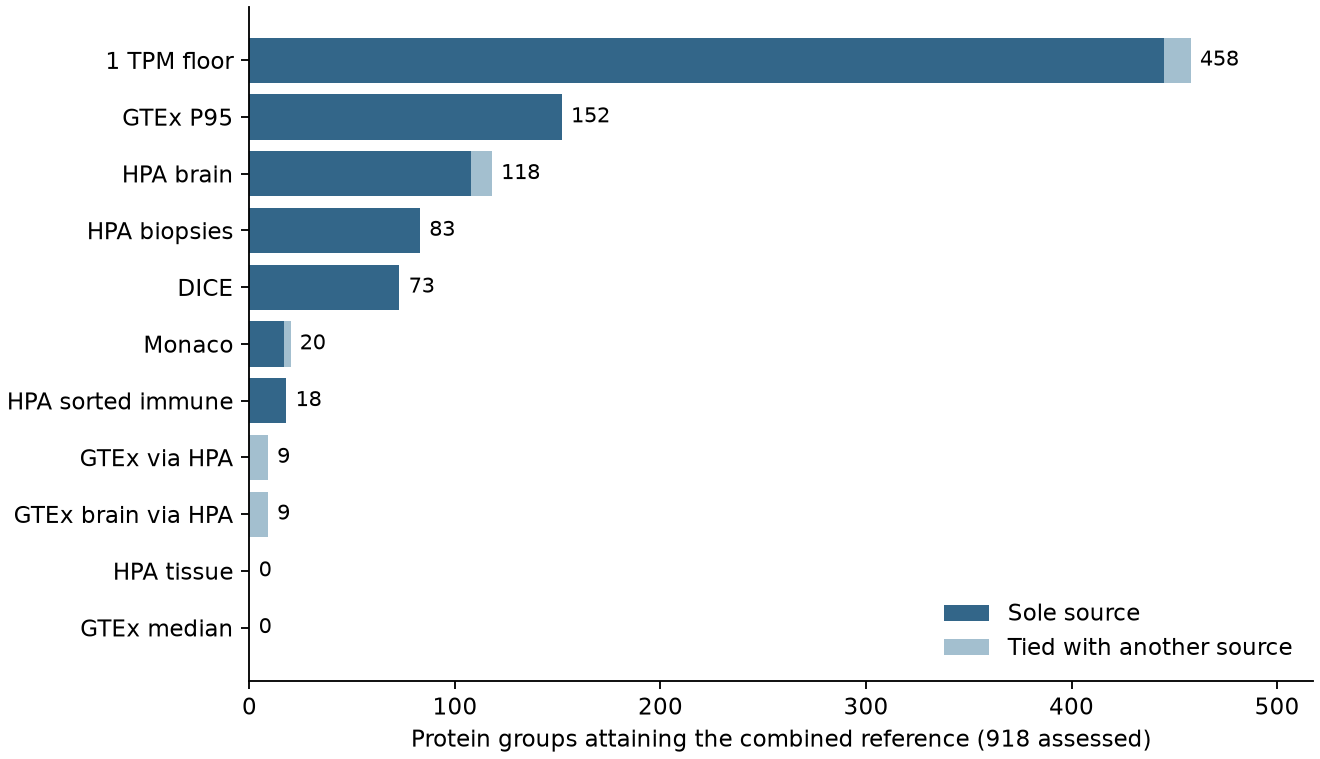 1 TPM floor 458
GTEx P95 152
HPA brain 118
HPA biopsies 83
DICE 73
Monaco 20
HPA sorted immune 18
GTEx via HPA 9
GTEx brain via HPA 9
HPA tissue 0
GTEx median 0
Sole source
Tied with another source
0 100 200 300 400 500
Protein groups attaining the combined reference (918 assessed)